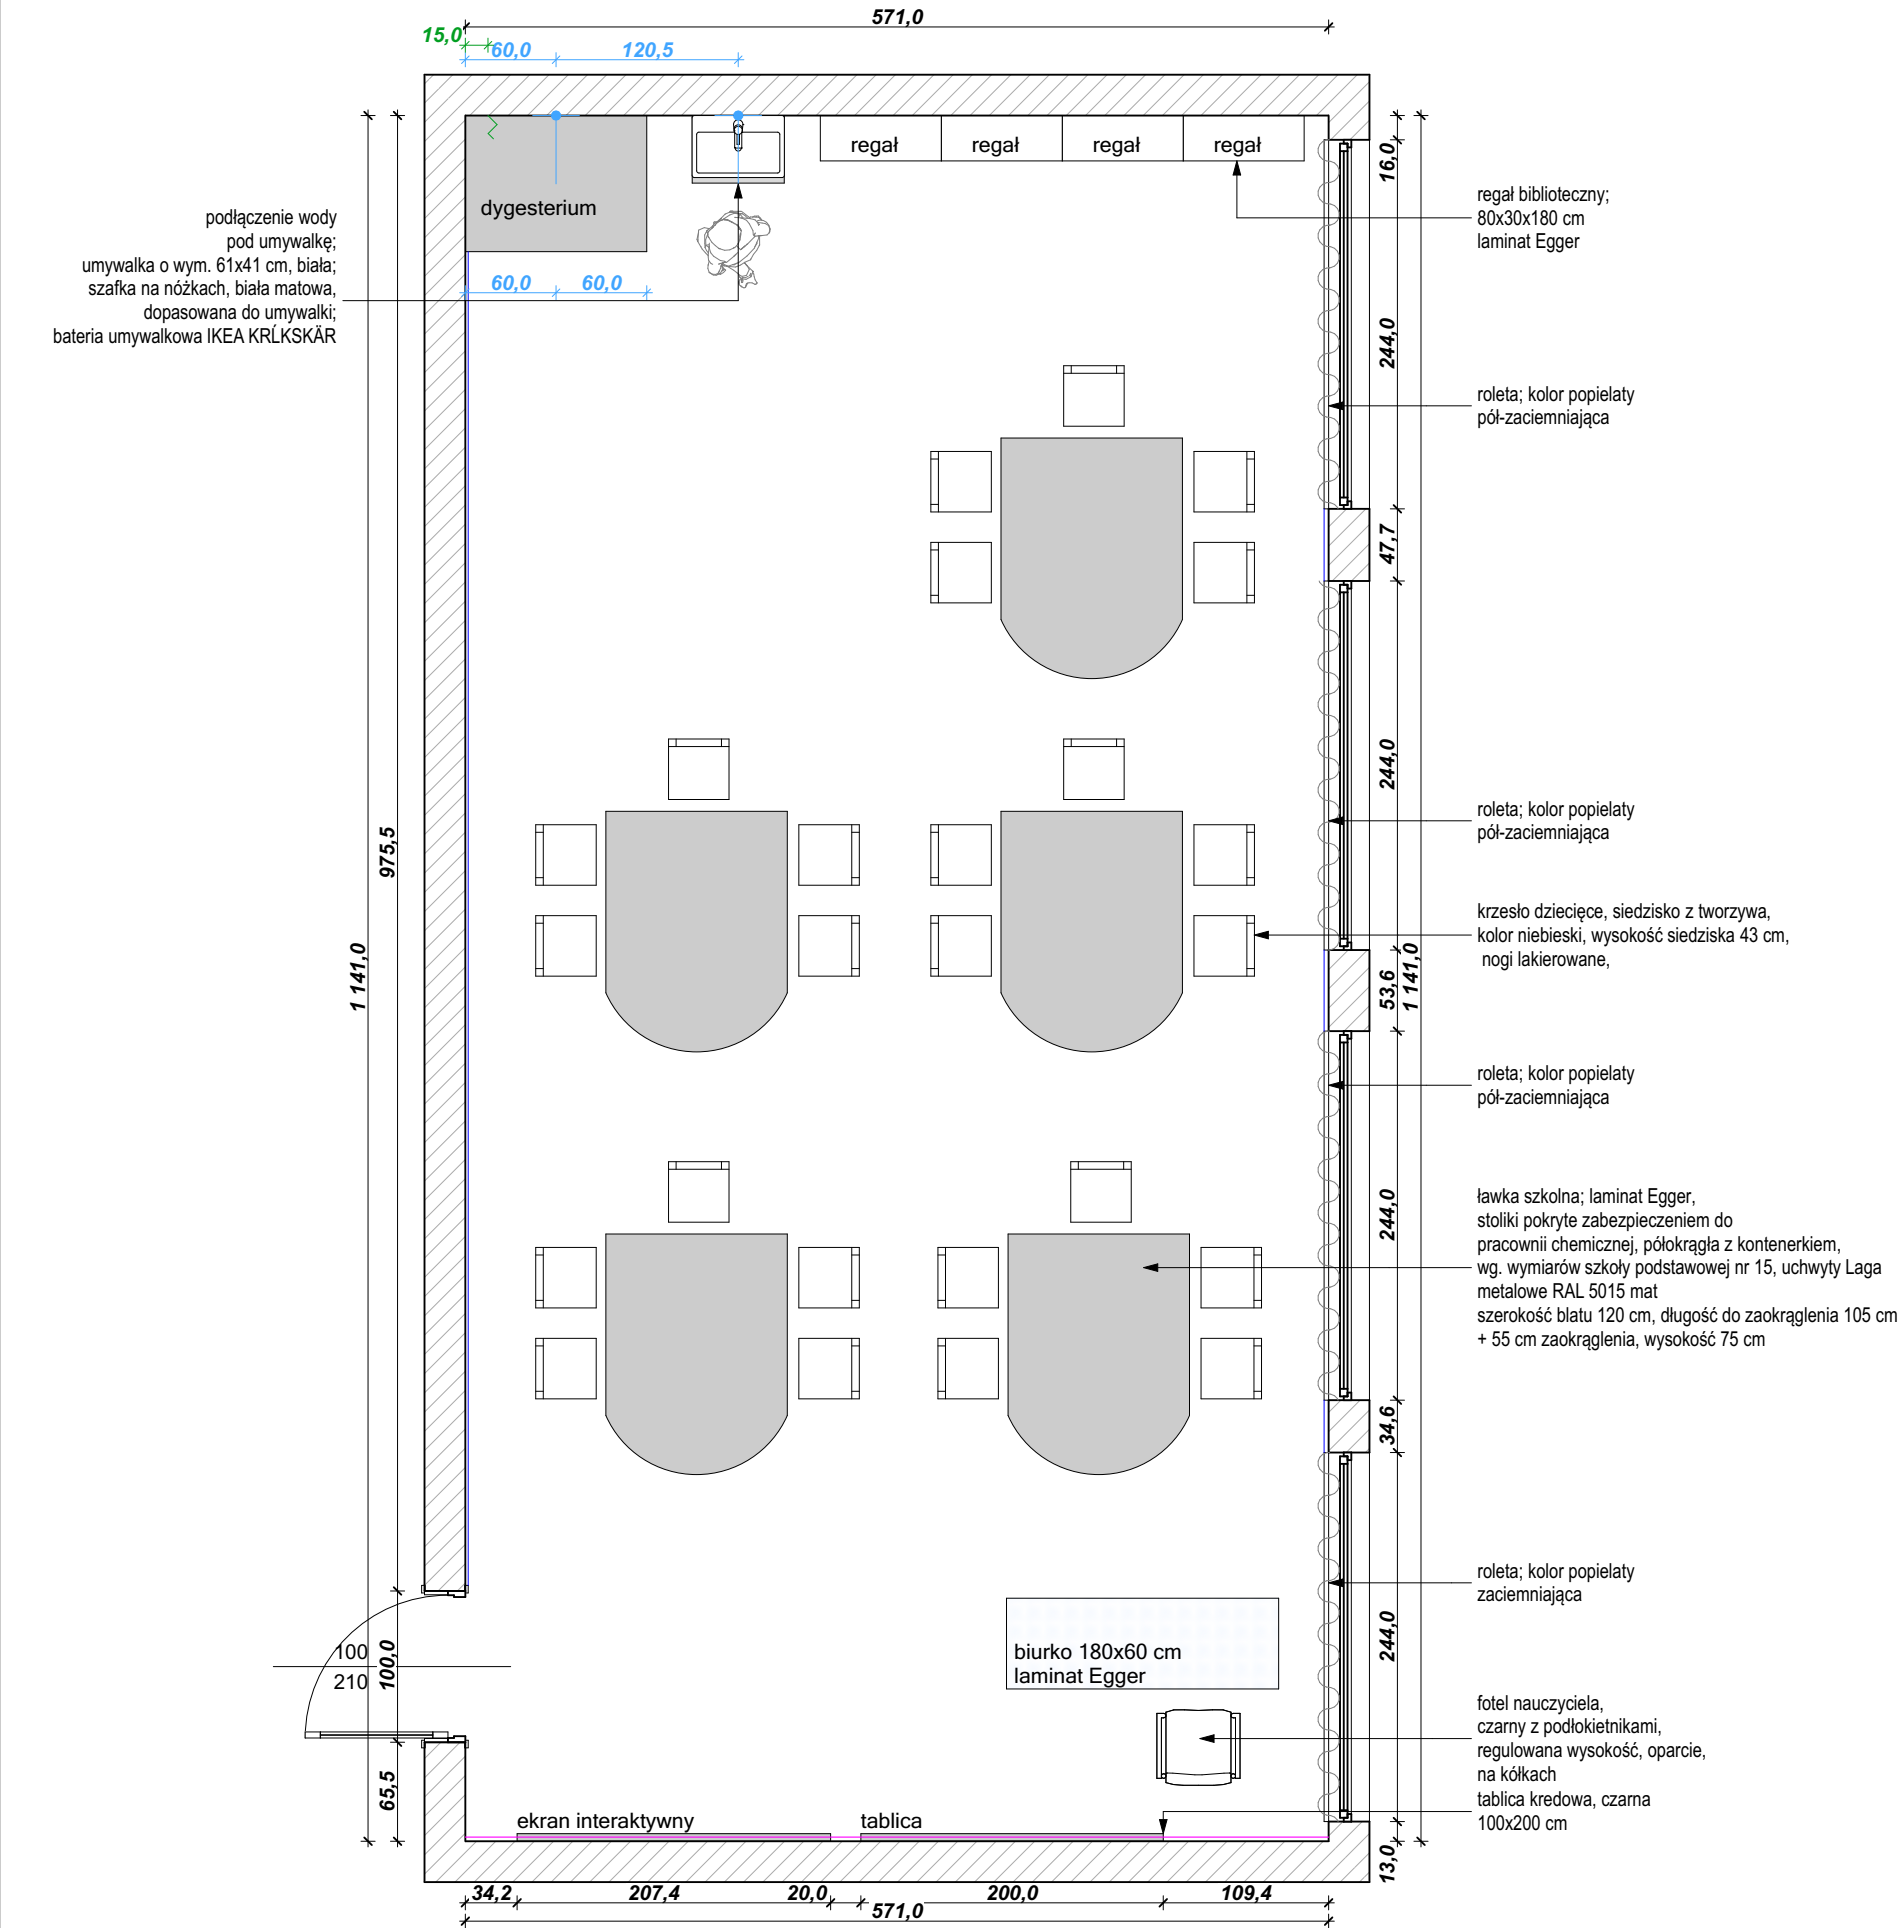 571,0
15,0
60,0
120,5
regał
regał
regał
regał
dygesterium
60,0
60,0
podłączenie wody
pod umywalkę;
umywalka o wym. 61x41 cm, biała;
szafka na nóżkach, biała matowa,
dopasowana do umywalki;
bateria umywalkowa IKEA KRĹKSKÄR
16,0
regał biblioteczny;
80x30x180 cm
laminat Egger
244,0
roleta; kolor popielaty
pół-zaciemniająca
47,7
244,0
roleta; kolor popielaty
pół-zaciemniająca
975,5
1 141,0
krzesło dziecięce, siedzisko z tworzywa,
kolor niebieski, wysokość siedziska 43 cm,
nogi lakierowane,
53,6
1 141,0
roleta; kolor popielaty
pół-zaciemniająca
244,0
ławka szkolna; laminat Egger,
stoliki pokryte zabezpieczeniem do
pracownii chemicznej, półokrągła z kontenerkiem,
wg. wymiarów szkoły podstawowej nr 15, uchwyty Laga
metalowe RAL 5015 mat
szerokość blatu 120 cm, długość do zaokrąglenia 105 cm
+ 55 cm zaokrąglenia, wysokość 75 cm
34,6
roleta; kolor popielaty
zaciemniająca
244,0
100
210
100,0
biurko 180x60 cm
laminat Egger
fotel nauczyciela,
czarny z podłokietnikami,
regulowana wysokość, oparcie,
na kółkach
65,5
tablica kredowa, czarna
100x200 cm
ekran interaktywny
tablica
13,0
34,2
207,4
20,0
200,0
109,4
571,0